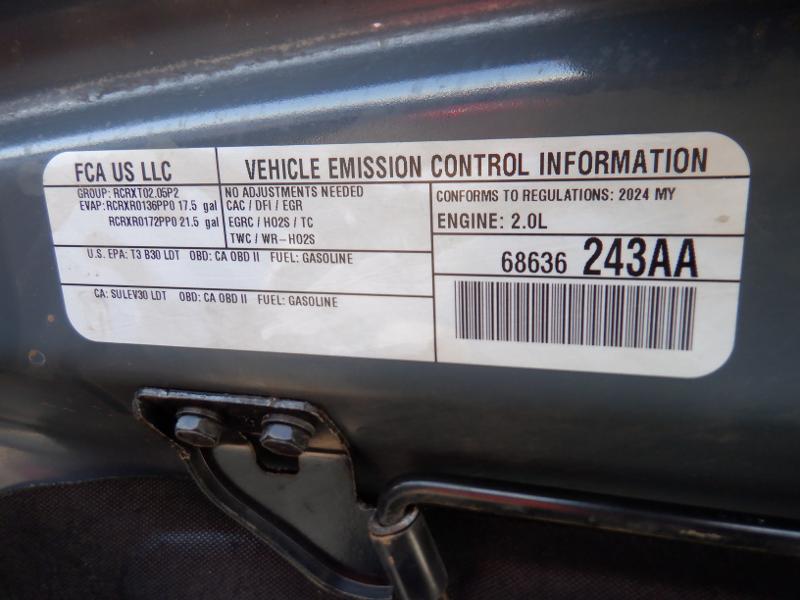 FCA US LLC
VEHICLE EMISSION CONTROL INFORMATION
GROUP: RCRXT02.05P2
EVAP:RCRXR0136PP0 17.5 gal
RCRXR0172PP0 21.5 gal
NO ADJUSTMENTS NEEDED
CAC / DFI / EGR
EGRC / HO2S / TC
TWC / WR-HO2S
CONFORMS TO REGULATIONS: 2024 MY
ENGINE: 2.0L
U.S. EPA: T3 B30 LDT OBD: CA OBD II FUEL: GASOLINE
CA: SULEV30 LDT OBD: CA OBD II FUEL: GASOLINE
68636 243AA